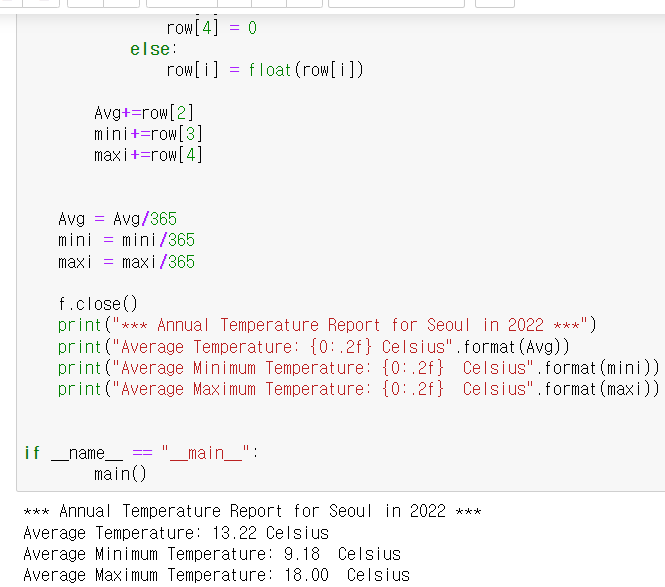 row[4] = 0
else:
row[i] = float(row[i])
Avg+=row[2]
mini+=row[3]
maxi+=row[4]
Avg = Avg/365
mini = mini/365
maxi = maxi/365
f.close()
print("*** Annual Temperature Report for Seoul in 2022 ***")
print("Average Temperature: {0:.2f} Celsius".format(Avg))
print("Average Minimum Temperature: {0:.2f}  Celsius".format(mini))
print("Average Maximum Temperature: {0:.2f}  Celsius".format(maxi))
if __name__ == "__main__":
main()
*** Annual Temperature Report for Seoul in 2022 ***
Average Temperature: 13.22 Celsius
Average Minimum Temperature: 9.18  Celsius
Average Maximum Temperature: 18.00  Celsius